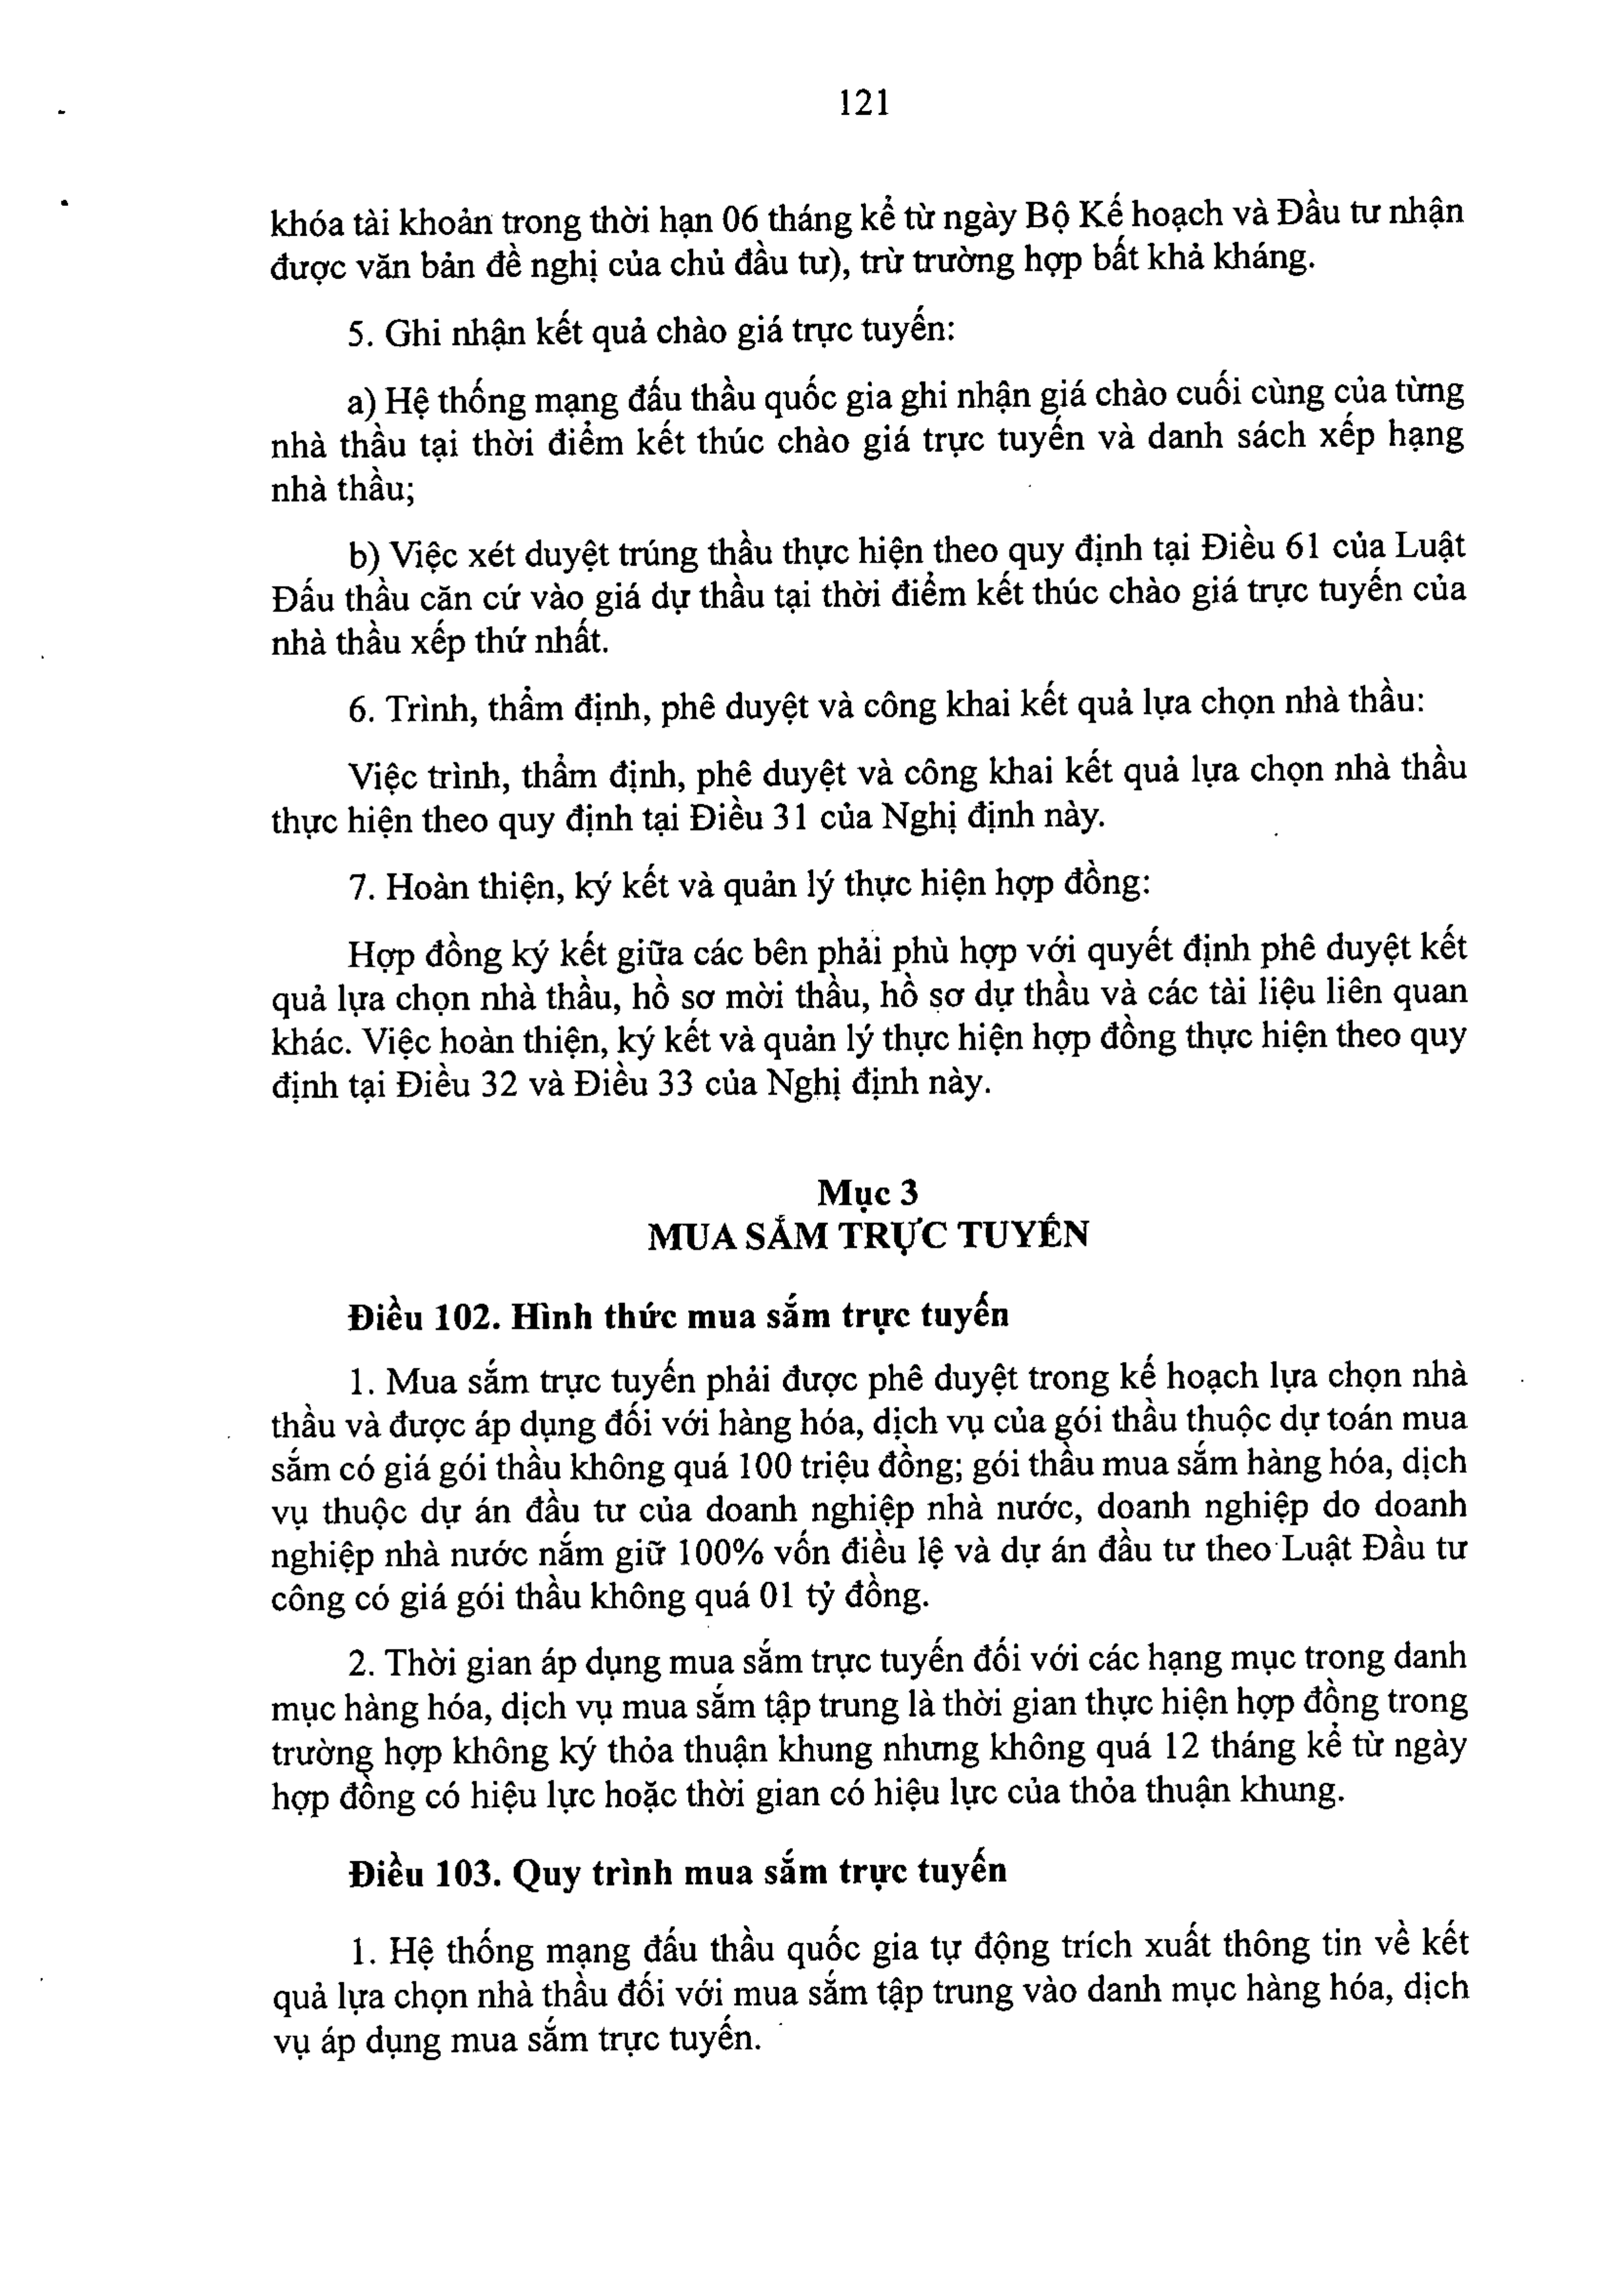 121
khóa tài khoản trong thời hạn 06 tháng kể từ ngày Bộ Kế hoạch và Đầu tư nhận
được văn bản đề nghị của chủ đầu tư), trừ trường hợp bất khả kháng.
5. Ghi nhận kết quả chào giá trực tuyến:
a) Hệ thống mạng đấu thầu quốc gia ghi nhận giá chào cuối cùng của từng
nhà thầu tại thời điểm kết thúc chào giá trực tuyến và danh sách xếp hạng
nhà thầu;
b) Việc xét duyệt trúng thầu thực hiện theo quy định tại Điều 61 của Luật
Đấu thầu căn cứ vào giá dự thầu tại thời điểm kết thúc chào giá trực tuyến của
nhà thầu xếp thứ nhất.
6. Trình, thẩm định, phê duyệt và công khai kết quả lựa chọn nhà thầu:
Việc trình, thẩm định, phê duyệt và công khai kết quả lựa chọn nhà thầu
thực hiện theo quy định tại Điều 31 của Nghị định này.
7. Hoàn thiện, ký kết và quản lý thực hiện hợp đồng:
Hợp đồng ký kết giữa các bên phải phù hợp với quyết định phê duyệt kết
quả lựa chọn nhà thầu, hồ sơ mời thầu, hồ sơ dự thầu và các tài liệu liên quan
khác. Việc hoàn thiện, ký kết và quản lý thực hiện hợp đồng thực hiện theo quy
định tại Điều 32 và Điều 33 của Nghị định này.
Mục 3
MUA SẮM TRỰC TUYẾN
Điều 102. Hình thức mua sắm trực tuyến
1. Mua sắm trực tuyến phải được phê duyệt trong kế hoạch lựa chọn nhà
thầu và được áp dụng đối với hàng hóa, dịch vụ của gói thầu thuộc dự toán mua
sắm có giá gói thầu không quá 100 triệu đồng; gói thầu mua sắm hàng hóa, dịch
vụ thuộc dự án đầu tư của doanh nghiệp nhà nước, doanh nghiệp do doanh
nghiệp nhà nước nắm giữ 100% vốn điều lệ và dự án đầu tư theo Luật Đầu tư
công có giá gói thầu không quá 01 tỷ đồng.
2. Thời gian áp dụng mua sắm trực tuyến đối với các hạng mục trong danh
mục hàng hóa, dịch vụ mua sắm tập trung là thời gian thực hiện hợp đồng trong
trường hợp không ký thỏa thuận khung nhưng không quá 12 tháng kể từ ngày
hợp đồng có hiệu lực hoặc thời gian có hiệu lực của thỏa thuận khung.
Điều 103. Quy trình mua sắm trực tuyến
1. Hệ thống mạng đấu thầu quốc gia tự động trích xuất thông tin về kết
quả lựa chọn nhà thầu đối với mua sắm tập trung vào danh mục hàng hóa, dịch
vụ áp dụng mua sắm trực tuyến.